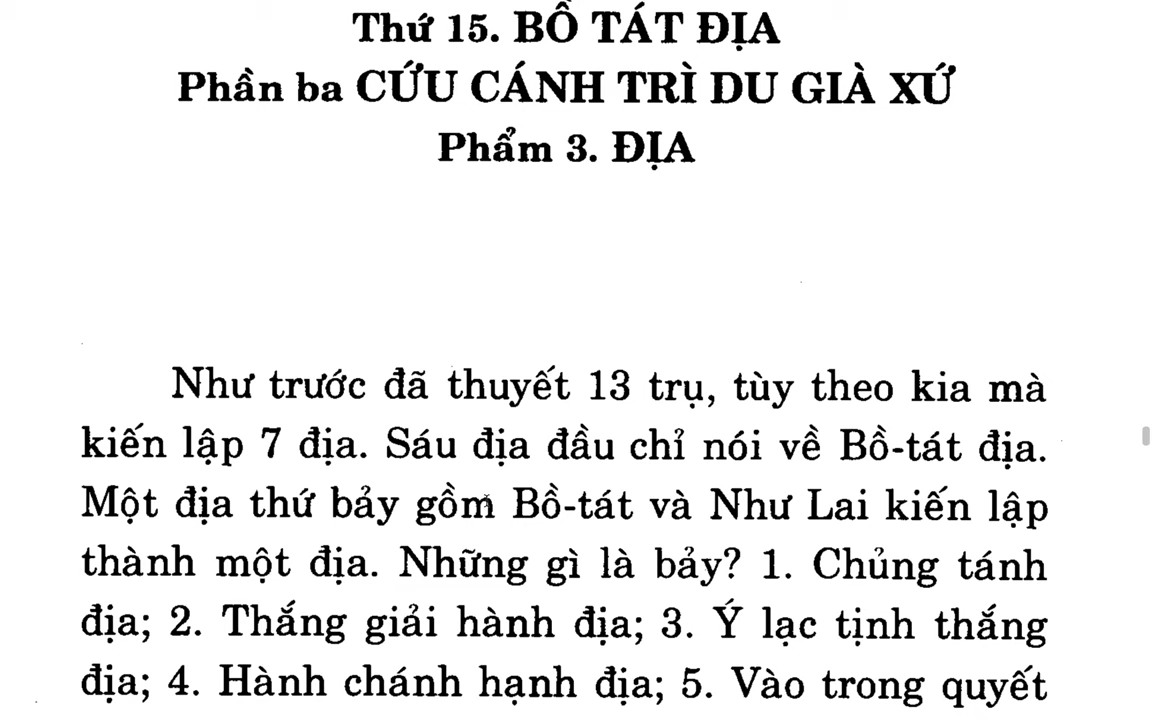 Thứ 15. BỒ TÁT ĐỊA
Phần ba CỨU CÁNH TRÌ DU GIÀ XỨ
Phẩm 3. ĐỊA
Như trước đã thuyết 13 trụ, tùy theo kia mà
kiến lập 7 địa. Sáu địa đầu chỉ nói về Bồ-tát địa.
Một địa thứ bảy gồm Bồ-tát và Như Lai kiến lập
thành một địa. Những gì là bảy? 1. Chủng tánh
địa; 2. Thắng giải hành địa; 3. Ý lạc tịnh thắng
địa; 4. Hành chánh hạnh địa; 5. Vào trong quyết